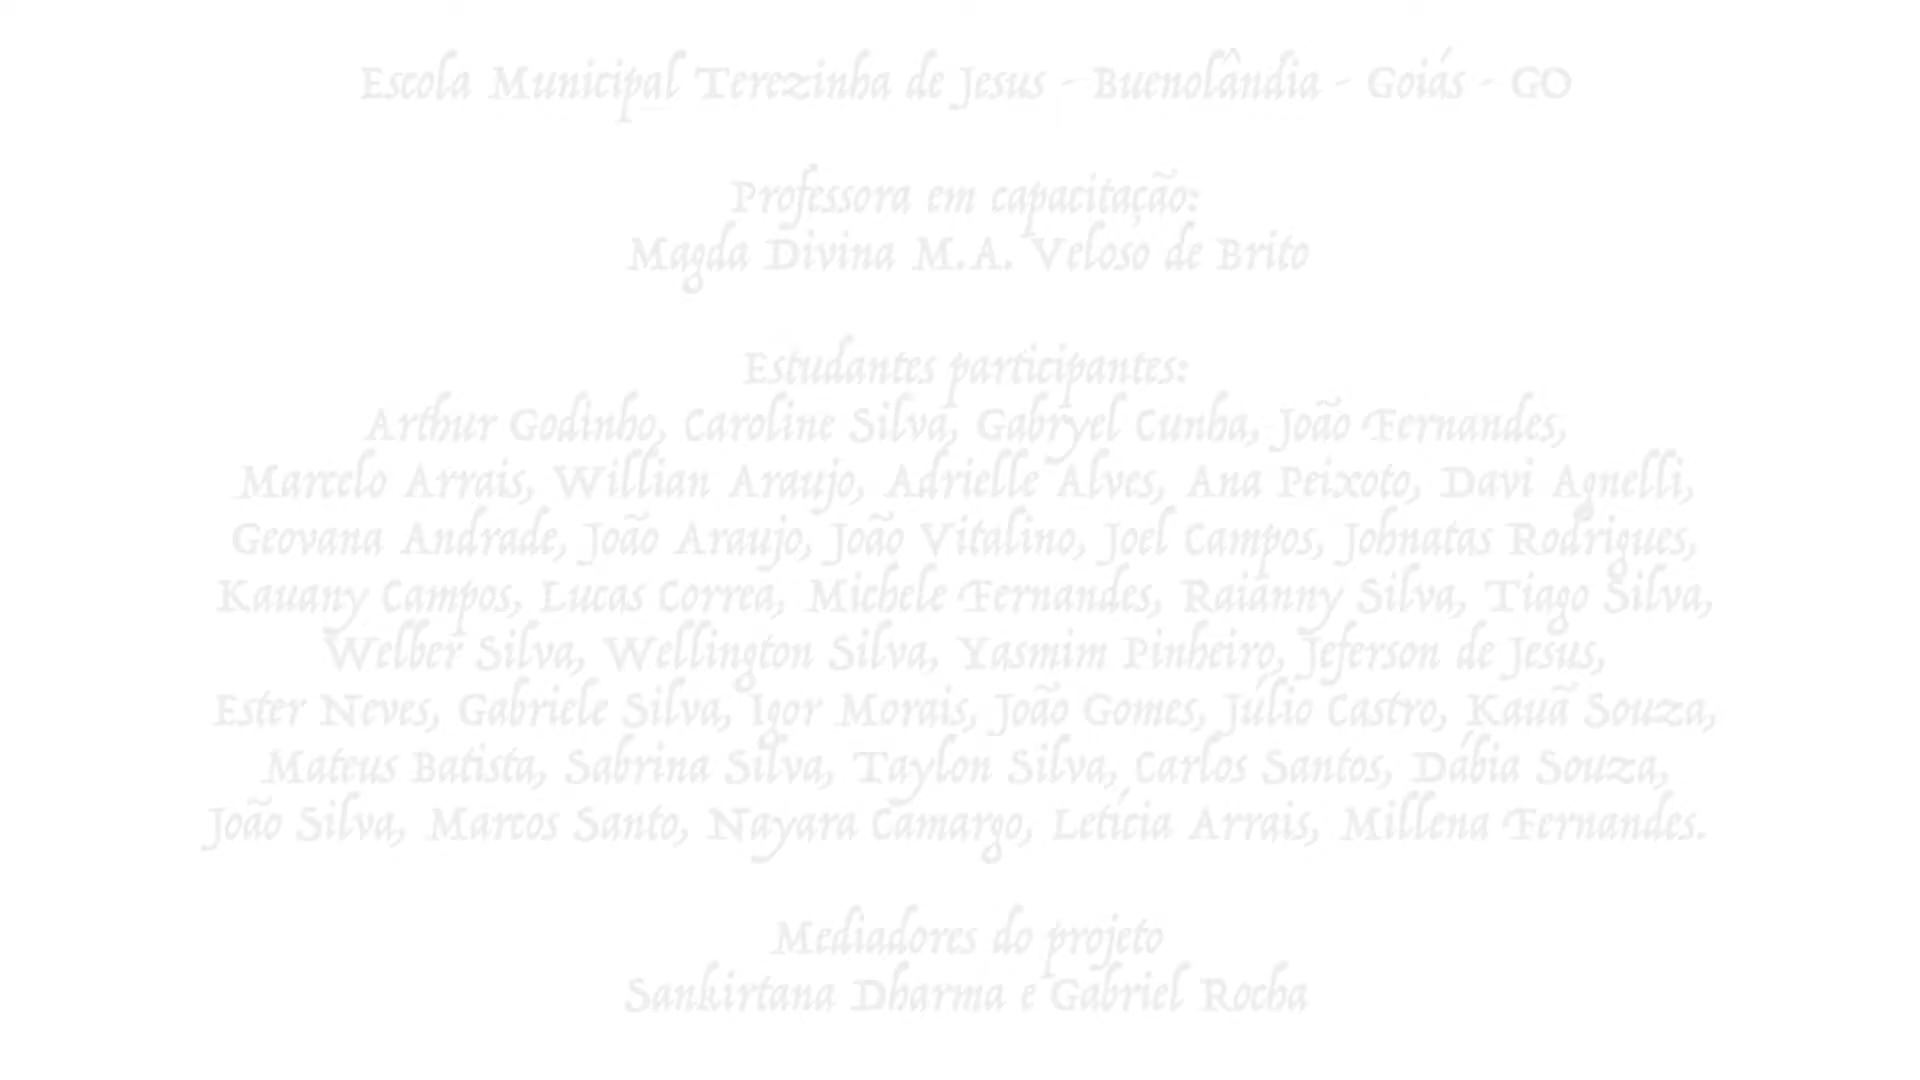 Escola Municipal Terezinha de Jesus - Buenolândia - Goiás - GO
Professora em capacitação:
Magda Divina M.A. Veloso de Brito
Estudantes participantes:
Arthur Godinho, Caroline Silva, Gabryel Cunha, João Fernandes,
Marcelo Arrais, Willian Araujo, Adrielle Alves, Ana Peixoto, Davi Agnelli,
Geovana Andrade, João Araujo, João Vitalino, Joel Campos, Johnatas Rodrigues,
Kauany Campos, Lucas Correa, Michele Fernandes, Raianny Silva, Tiago Silva,
Welber Silva, Wellington Silva, Yasmim Pinheiro, Jeferson de Jesus,
Ester Neves, Gabriele Silva, Igor Morais, João Gomes, Júlio Castro, Kauã Souza,
Mateus Batista, Sabrina Silva, Taylon Silva, Carlos Santos, Dábia Souza,
João Silva, Marcos Santo, Nayara Camargo, Letícia Arrais, Millena Fernandes.
Mediadores do projeto
Sankirtana Dharma e Gabriel Rocha